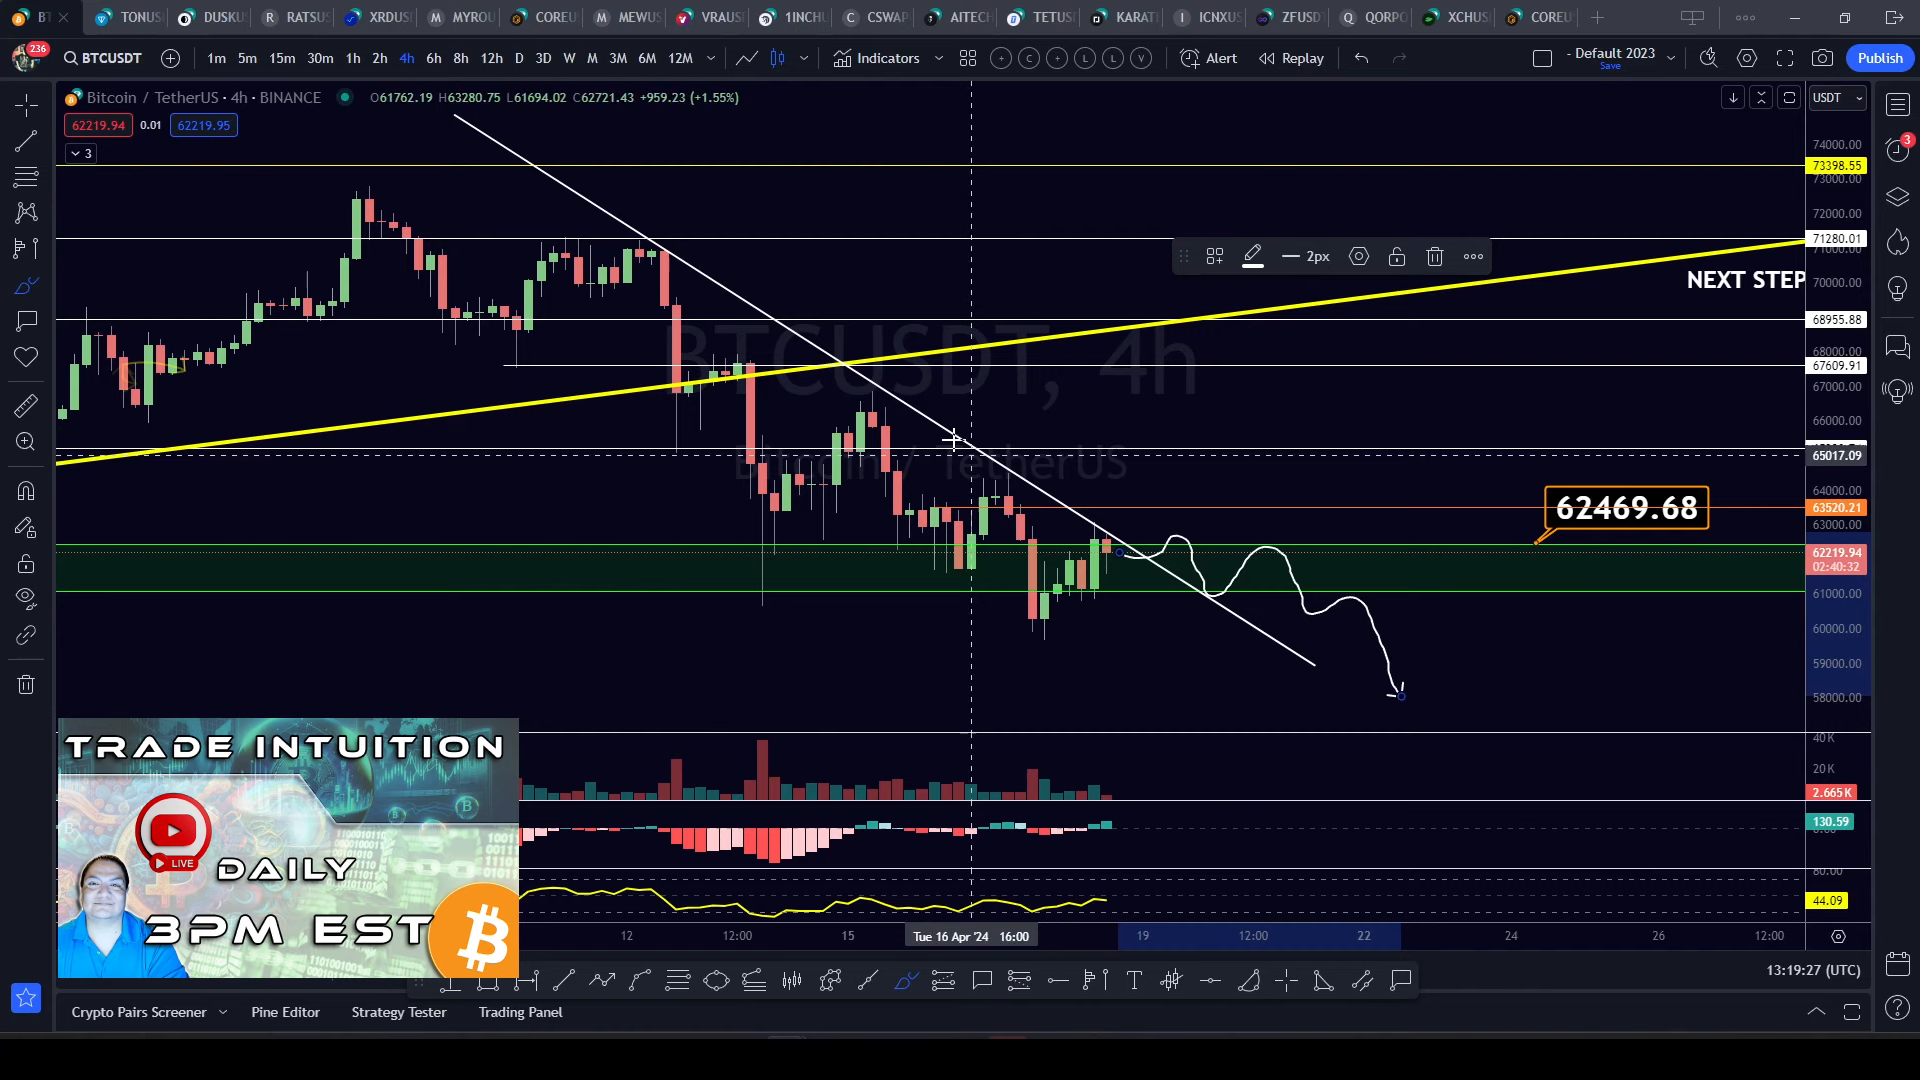 BT TONUS DUSKU RATSUS XRDUS MYROU COREU MEWUS VRAUS 1INCHU CSWAP AITECH TETUS KARAT ICNXUS ZFUSDT QORPO XCHUS COREU
236 BTCUSDT 1m 5m 15m 30m 1h 2h 4h 6h 8h 12h D 3D W M 3M 6M 12M Indicators Alert Replay - Default 2023 Save Publish
Bitcoin / TetherUS · 4h · BINANCE O61762.19 H63280.75 L61694.02 C62721.43 +959.23 (+1.55%) USDT
62219.94 0.01 62219.95
3
74000.00
73398.55
73000.00
72000.00
71280.01
71000.00
2px
NEXT STEP
70000.00
68955.88
BTCUSDT, 4h
68000.00
67609.91
67000.00
66000.00
Bitcoin / TetherUS
65017.09
64000.00
62469.68
63520.21
63000.00
62219.94
02:40:32
61000.00
60000.00
59000.00
58000.00
40K
20K
2.665K
130.59
44.09
TRADE INTUITION
LIVE
DAILY
3PM EST
12 12:00 15 Tue 16 Apr '24 16:00 19 12:00 22 24 26 12:00
13:19:27 (UTC)
Crypto Pairs Screener Pine Editor Strategy Tester Trading Panel